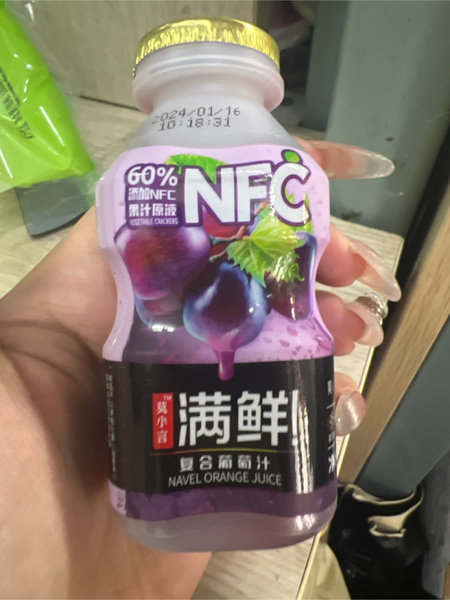 2024/01/16
10:18:31
60%
添加NFC
果汁原液
VEGETABLE CRACKERS
NFC
莫小言
TM
满鲜!
复合葡萄汁
NAVEL ORANGE JUICE